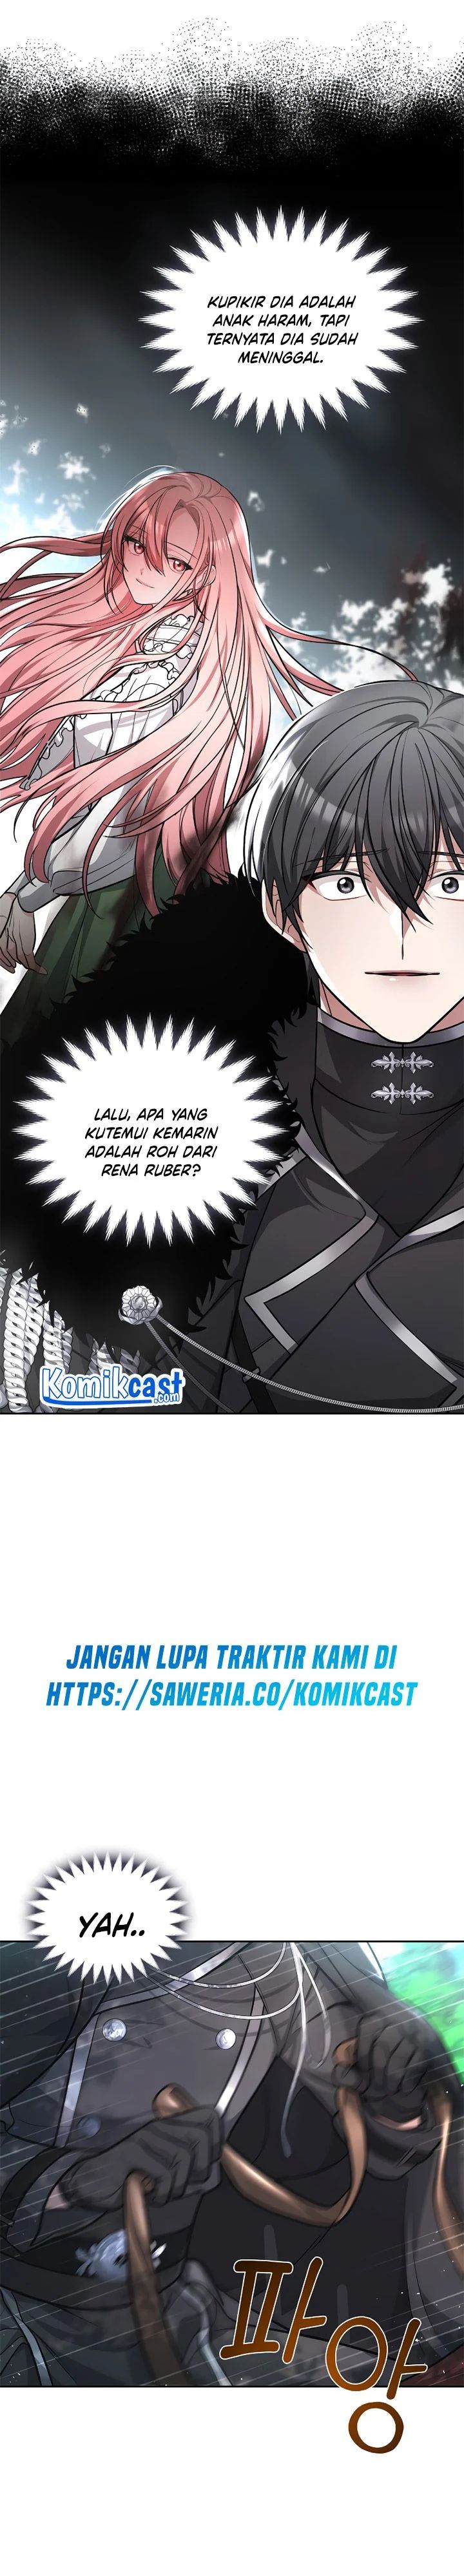 KUPIKIR DIA ADALAH
ANAK HARAM, TAPI
TERNYATA DIA SUDAH
MENINGGAL.
LALU, APA YANG
KUTEMUI KEMARIN
ADALAH ROH DARI
RENA RUBER?
Komikcast
.com
JANGAN LUPA TRAKTIR KAMI DI
HTTPS://SAWERIA.CO/KOMIKCAST
YAH..
파앙